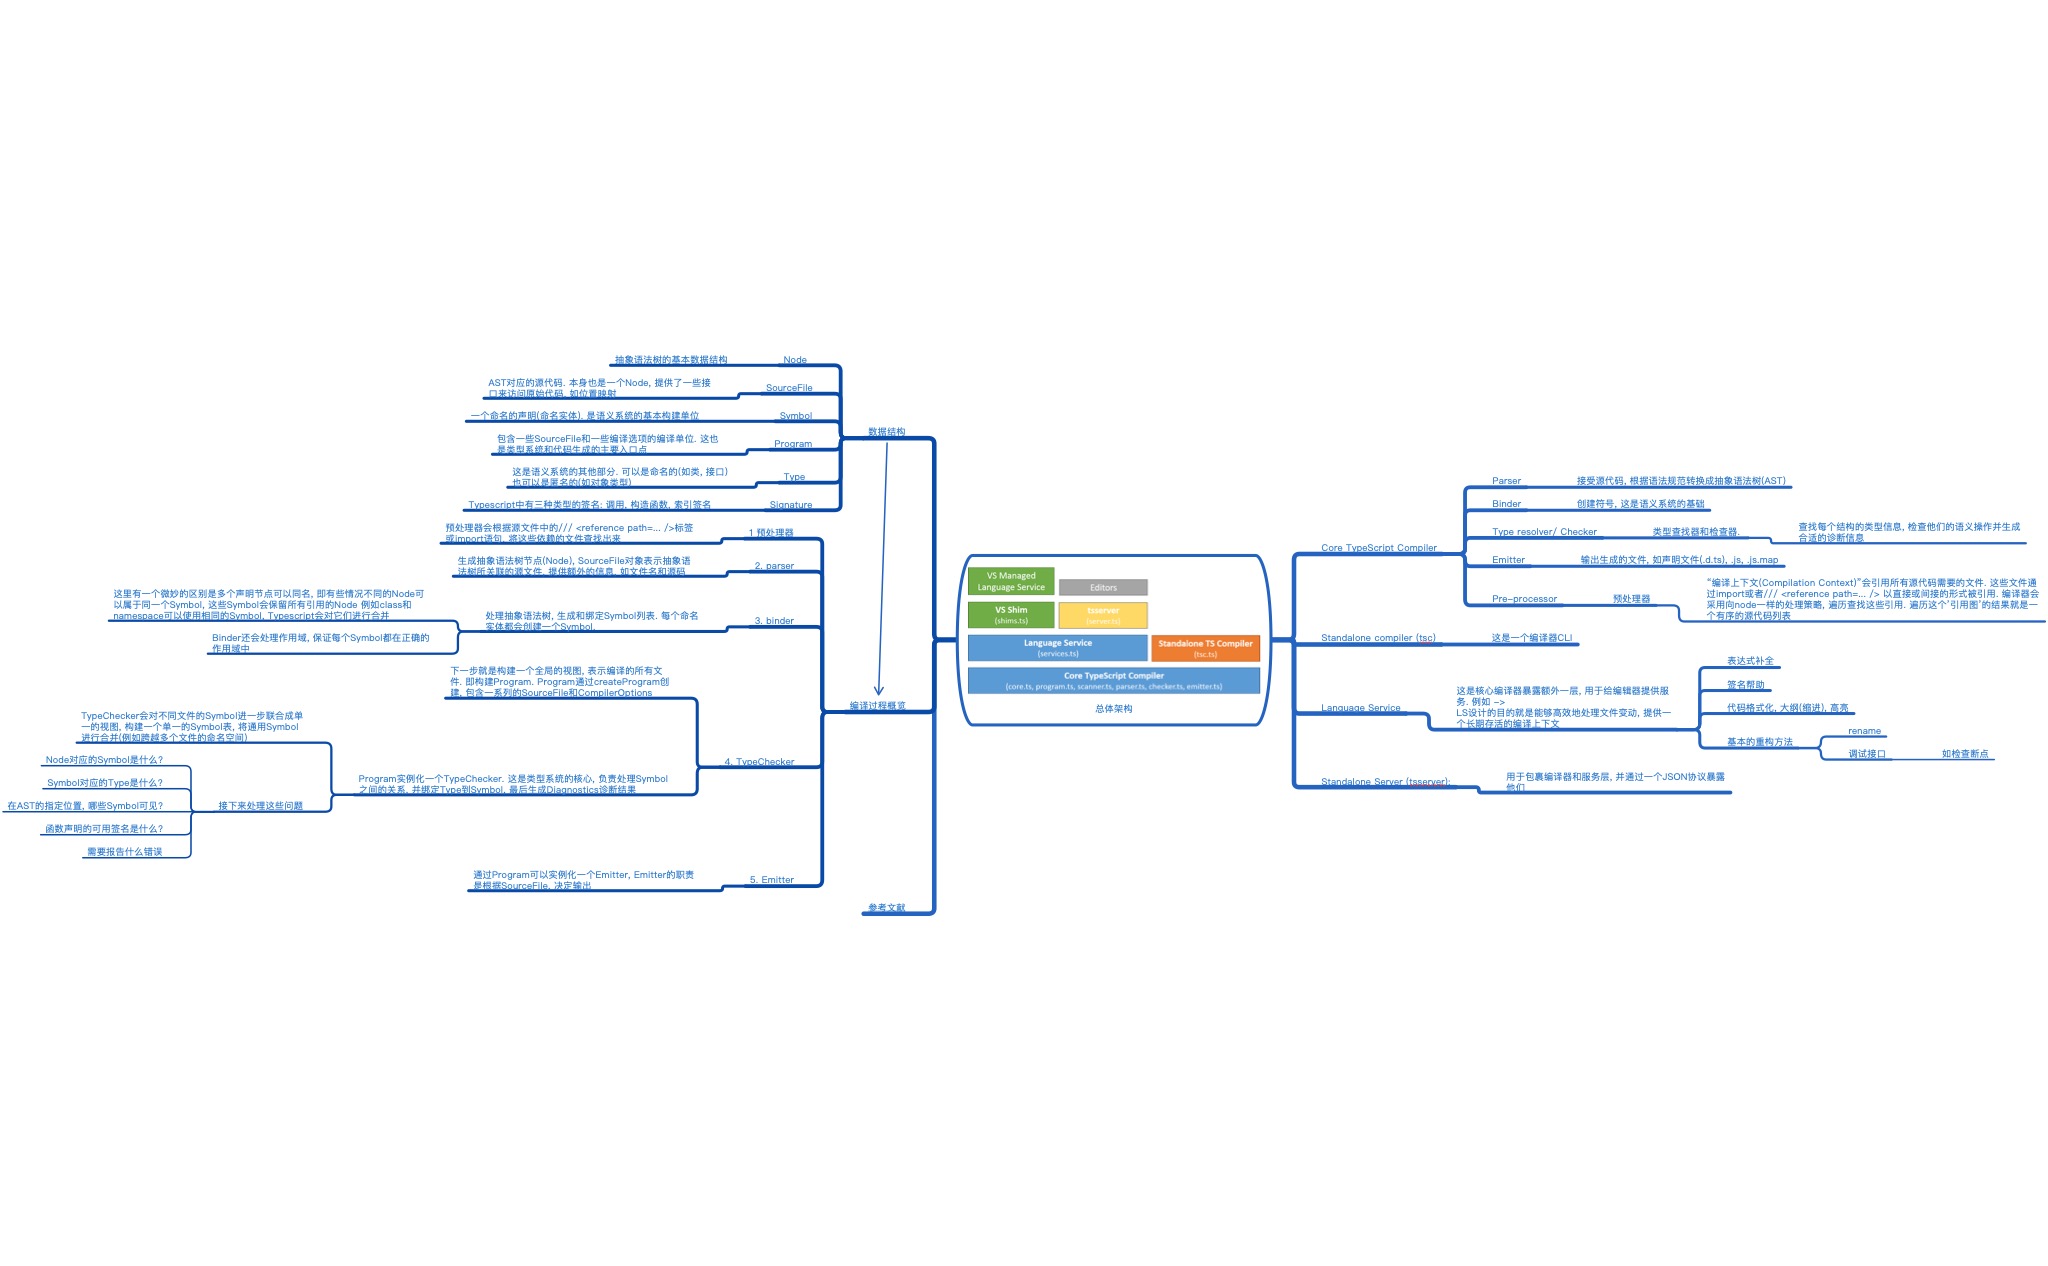 VS Managed
Language Service
Editors
VS Shim
(shims.ts)
tsserver
(server.ts)
Language Service
(services.ts)
Standalone TS Compiler
(tsc.ts)
Core TypeScript Compiler
(core.ts, program.ts, scanner.ts, parser.ts, checker.ts, emitter.ts)
总体架构
Core TypeScript Compiler
Parser
接受源代码, 根据语法规范转换成抽象语法树(AST)
Binder
创建符号, 这是语义系统的基础
Type resolver/ Checker
类型查找器和检查器.
查找每个结构的类型信息, 检查他们的语义操作并生成
合适的诊断信息
Emitter
输出生成的文件, 如声明文件(.d.ts), .js, .js.map
Pre-processor
预处理器
“编译上下文(Compilation Context)”会引用所有源代码需要的文件. 这些文件通
过import或者/// <reference path=... /> 以直接或间接的形式被引用. 编译器会
采用向node一样的处理策略, 遍历查找这些引用. 遍历这个'引用图'的结果就是一
个有序的源代码列表
Standalone compiler (tsc)
这是一个编译器CLI
Language Service
这是核心编译器暴露额外一层, 用于给编辑器提供服
务. 例如 ->
LS设计的目的就是能够高效地处理文件变动, 提供一
个长期存活的编译上下文
表达式补全
签名帮助
代码格式化, 大纲(缩进), 高亮
基本的重构方法
rename
调试接口
如检查断点
Standalone Server (tsserver):
用于包裹编译器和服务层, 并通过一个JSON协议暴露
他们
数据结构
Node
抽象语法树的基本数据结构
SourceFile
AST对应的源代码. 本身也是一个Node, 提供了一些接
口来访问原始代码, 如位置映射
Symbol
一个命名的声明(命名实体). 是语义系统的基本构建单位
Program
包含一些SourceFile和一些编译选项的编译单位. 这也
是类型系统和代码生成的主要入口点
Type
这是语义系统的其他部分. 可以是命名的(如类, 接口)
也可以是匿名的(如对象类型)
Signature
Typescript中有三种类型的签名: 调用, 构造函数, 索引签名
编译过程概览
1 预处理器
预处理器会根据源文件中的/// <reference path=... />标签
或import语句, 将这些依赖的文件查找出来
2. parser
生成抽象语法树节点(Node), SourceFile对象表示抽象语
法树所关联的源文件, 提供额外的信息, 如文件名和源码
3. binder
处理抽象语法树, 生成和绑定Symbol列表. 每个命名
实体都会创建一个Symbol.
这里有一个微妙的区别是多个声明节点可以同名, 即有些情况不同的Node可
以属于同一个Symbol, 这些Symbol会保留所有引用的Node 例如class和
namespace可以使用相同的Symbol, Typescript会对它们进行合并
Binder还会处理作用域, 保证每个Symbol都在正确的
作用域中
4. TypeChecker
下一步就是构建一个全局的视图, 表示编译的所有文
件. 即构建Program. Program通过createProgram创
建, 包含一系列的SourceFile和CompilerOptions
Program实例化一个TypeChecker. 这是类型系统的核心, 负责处理Symbol
之间的关系, 并绑定Type到Symbol, 最后生成Diagnostics诊断结果
TypeChecker会对不同文件的Symbol进一步联合成单
一的视图, 构建一个单一的Symbol表, 将通用Symbol
进行合并(例如跨越多个文件的命名空间)
接下来处理这些问题
Node对应的Symbol是什么?
Symbol对应的Type是什么?
在AST的指定位置, 哪些Symbol可见?
函数声明的可用签名是什么?
需要报告什么错误
5. Emitter
通过Program可以实例化一个Emitter, Emitter的职责
是根据SourceFile, 决定输出
参考文献